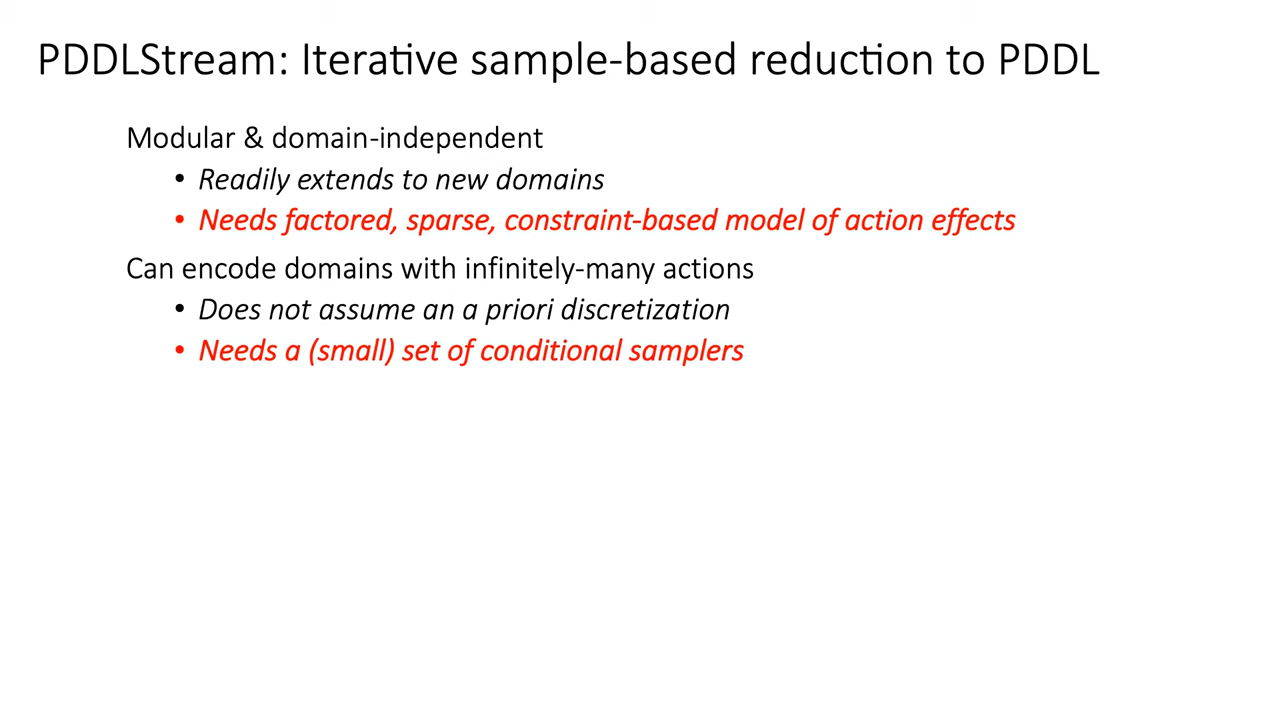 PDDLStream: Iterative sample-based reduction to PDDL
Modular & domain-independent
• Readily extends to new domains
• Needs factored, sparse, constraint-based model of action effects
Can encode domains with infinitely-many actions
• Does not assume an a priori discretization
• Needs a (small) set of conditional samplers